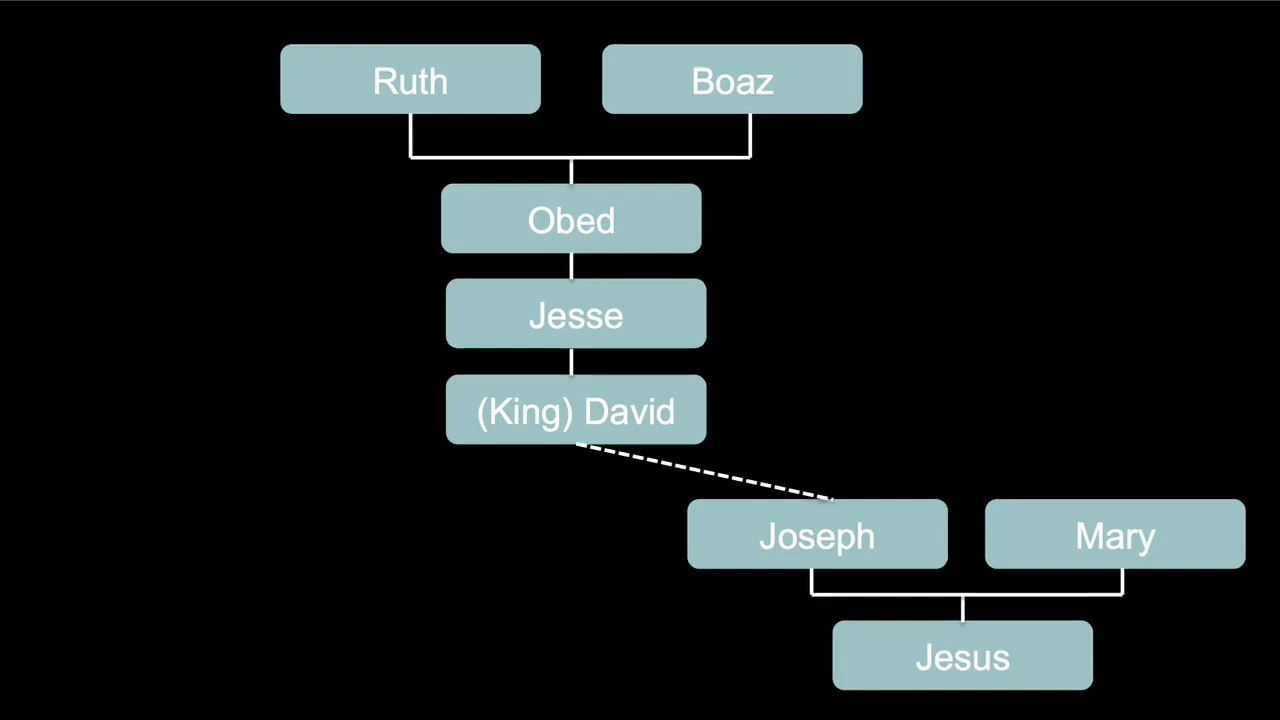 Ruth
Boaz
Obed
Jesse
(King) David
Joseph
Mary
Jesus